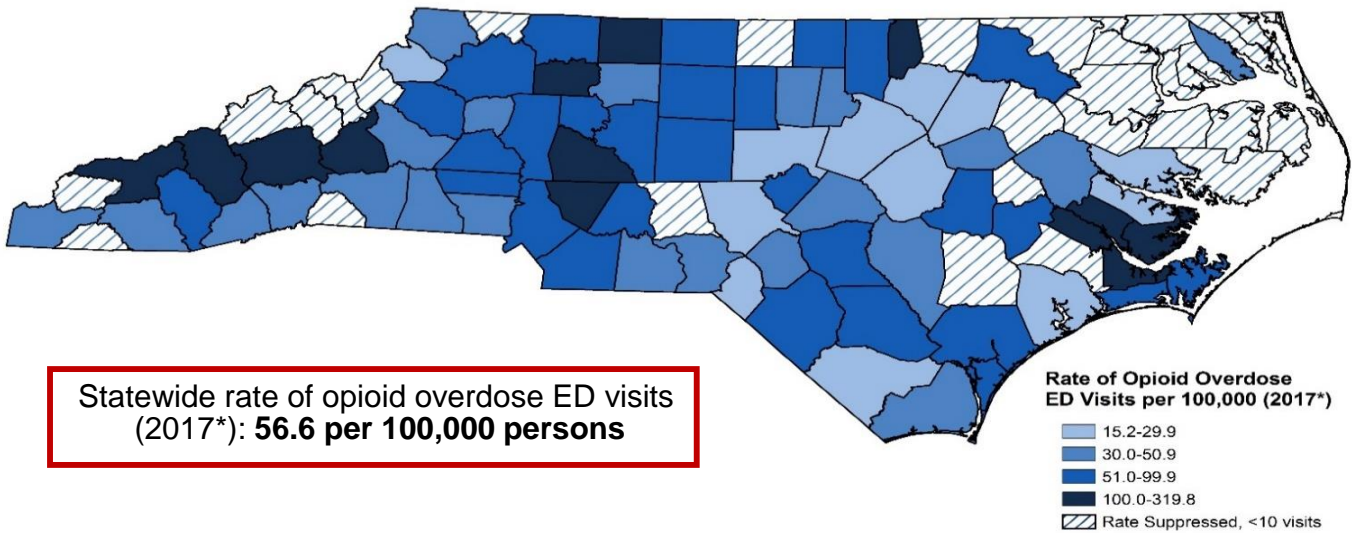 Statewide rate of opioid overdose ED visits
(2017*): 56.6 per 100,000 persons
Rate of Opioid Overdose
ED Visits per 100,000 (2017*)
15.2-29.9
30.0-50.9
51.0-99.9
100.0-319.8
Rate Suppressed, <10 visits